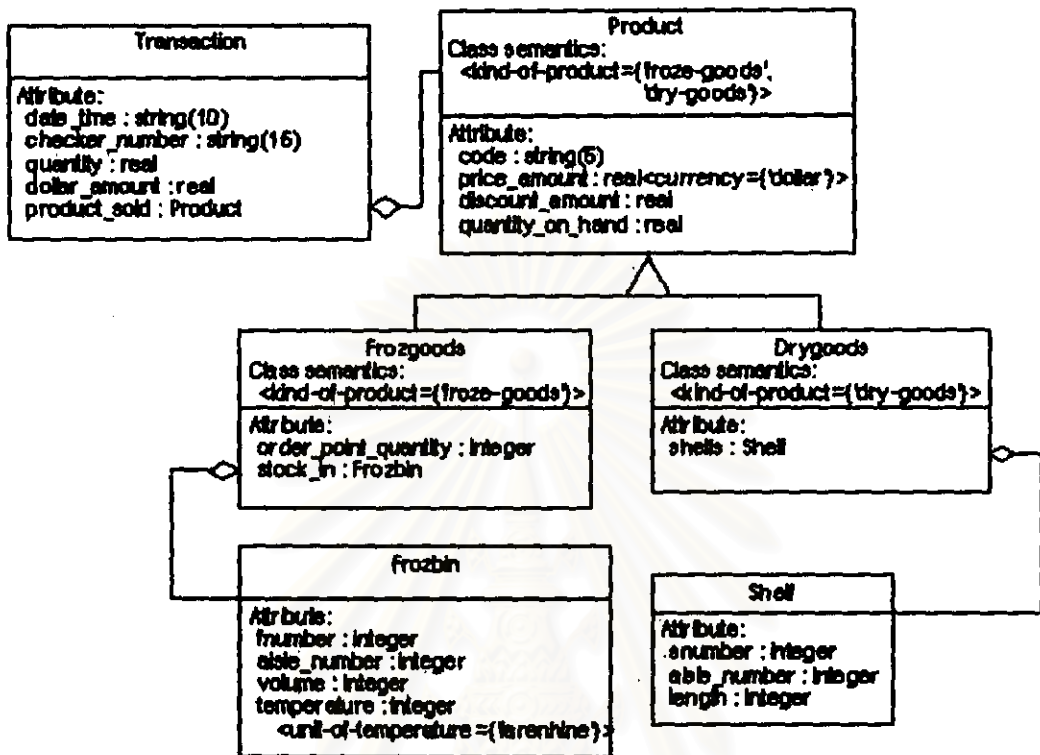 Transaction
Attribute:
date_time : string(10)
checker_number : string(15)
quantity : real
dollar_amount : real
product_sold : Product
Product
Class semantics:
<kind-of-product={'froze-goods',
'dry-goods'}>
Attribute:
code : string(5)
price_amount : real<currency={'dollar'}>
discount_amount : real
quantity_on_hand : real
Frozgoods
Class semantics:
<kind-of-product={'froze-goods'}>
Attribute:
order_point_quantity : integer
stock_in : Frozbin
Drygoods
Class semantics:
<kind-of-product={'dry-goods'}>
Attribute:
shells : Shelf
Frozbin
Attribute:
fnumber : integer
aisle_number : integer
volume : integer
temperature : integer
<unit-of-temperature={'farenhine'}>
Shelf
Attribute:
snumber : integer
aisle_number : integer
length : integer